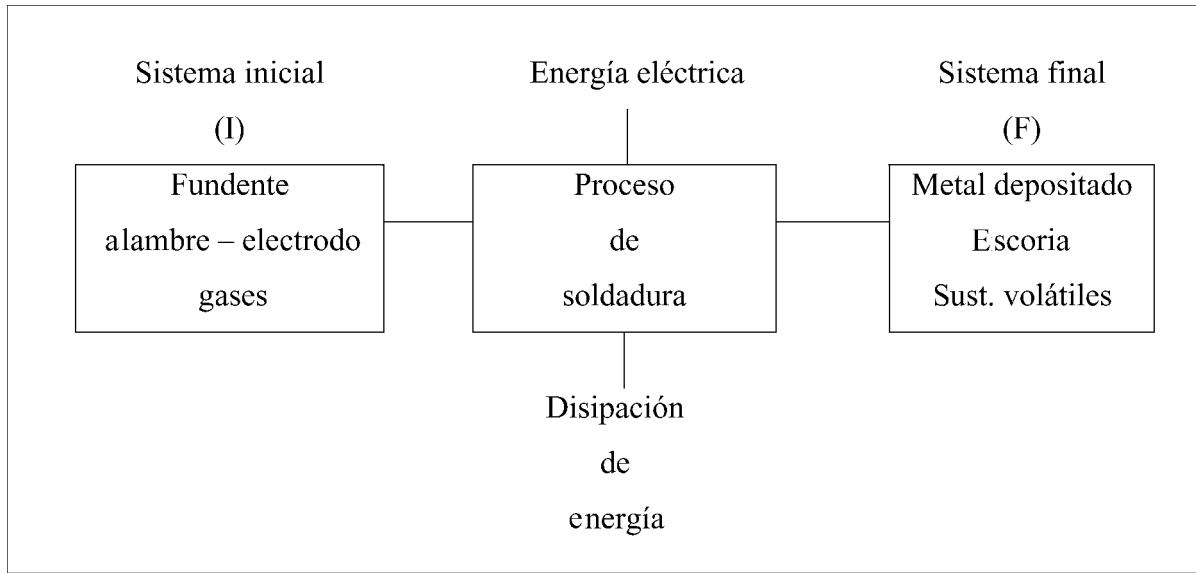 Sistema inicial
(I)
Fundente
alambre – electrodo
gases
Energía eléctrica
Proceso
de
soldadura
Disipación
de
energía
Sistema final
(F)
Metal depositado
Escoria
Sust. volátiles